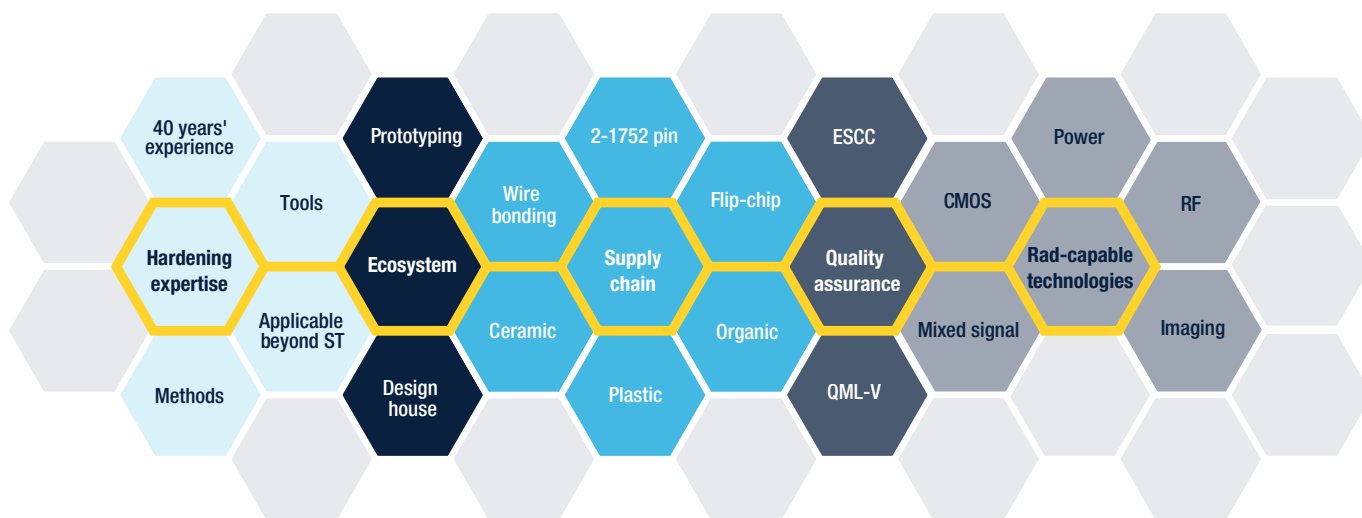 40 years'
experience
Tools
Hardening
expertise
Applicable
beyond ST
Methods
Prototyping
Ecosystem
Design
house
Wire
bonding
Ceramic
2-1752 pin
Supply
chain
Plastic
Flip-chip
Organic
ESCC
Quality
assurance
QML-V
CMOS
Mixed signal
Power
Rad-capable
technologies
RF
Imaging